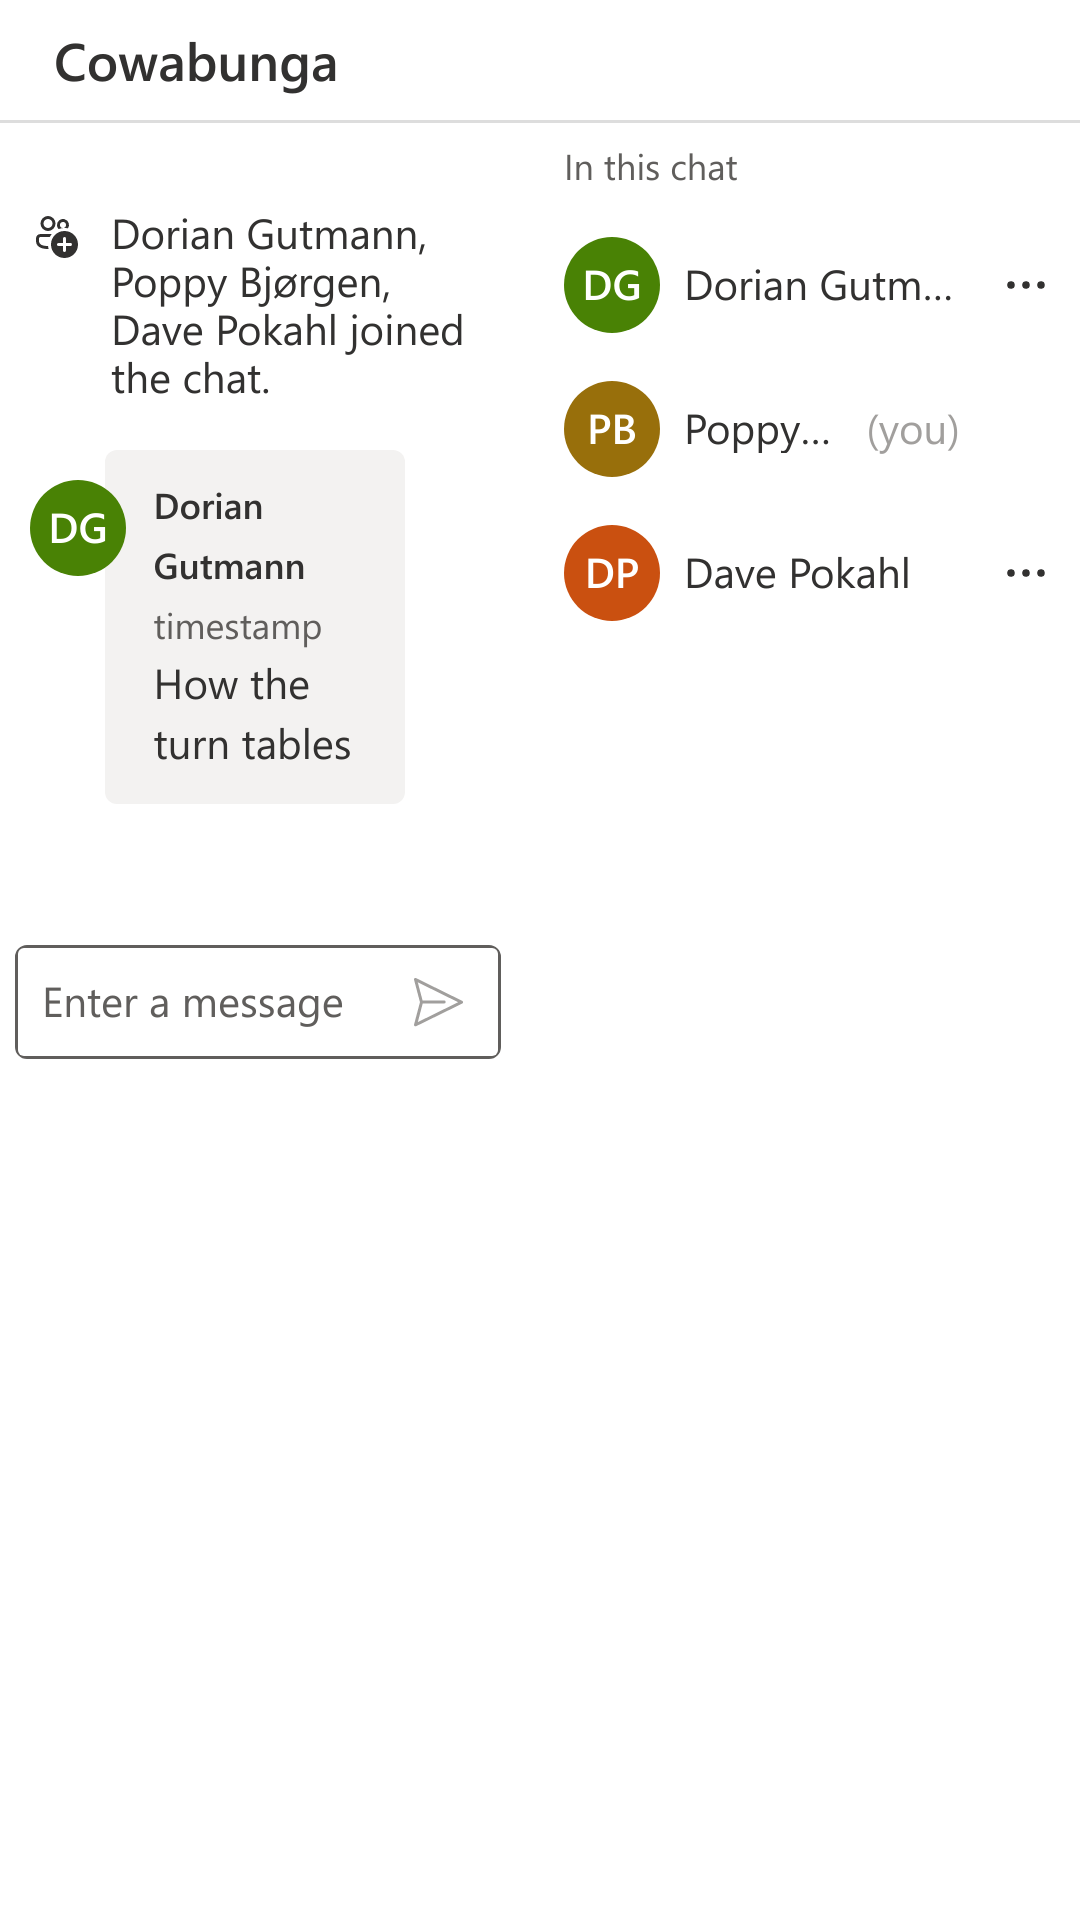 Cowabunga
Dorian Gutmann,
Poppy Bjørgen,
Dave Pokahl joined
the chat.
DG
Dorian
Gutmann
timestamp
How the
turn tables
Enter a message
In this chat
DG
Dorian Gutm...
PB
Poppy... (you)
DP
Dave Pokahl